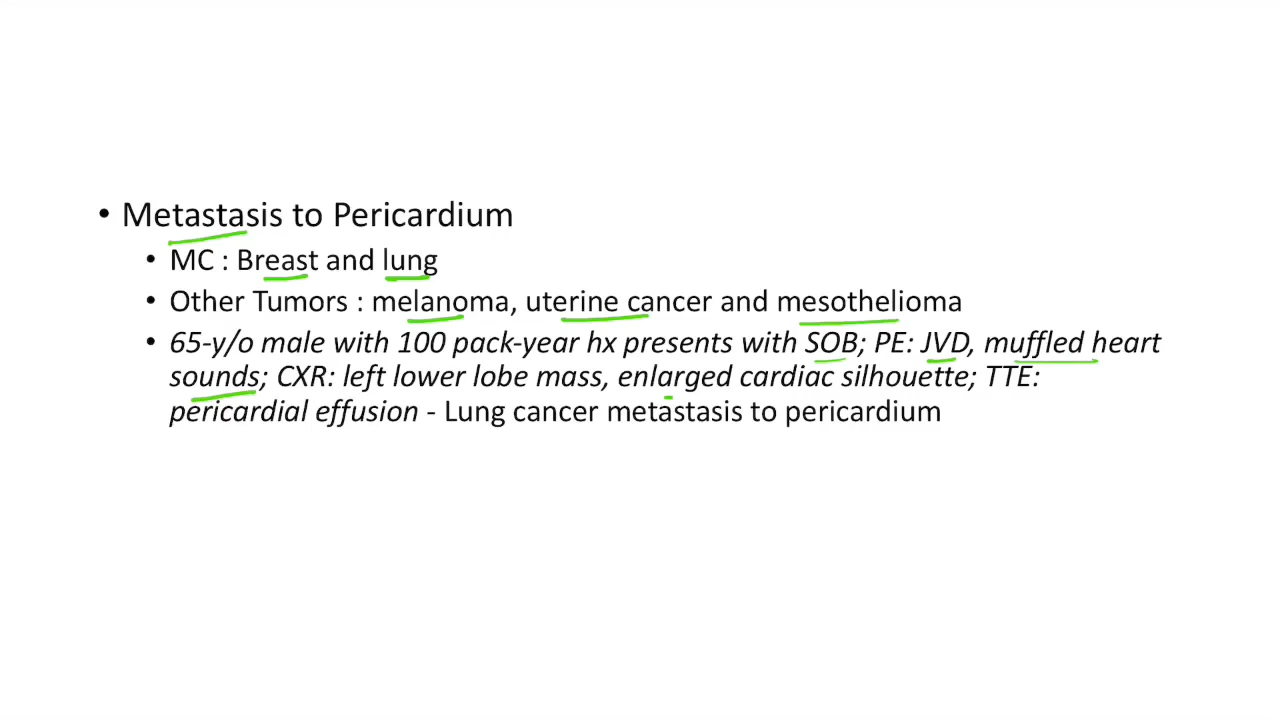 • Metastasis to Pericardium
• MC : Breast and lung
• Other Tumors : melanoma, uterine cancer and mesothelioma
• 65-y/o male with 100 pack-year hx presents with SOB; PE: JVD, muffled heart
sounds; CXR: left lower lobe mass, enlarged cardiac silhouette; TTE:
pericardial effusion - Lung cancer metastasis to pericardium